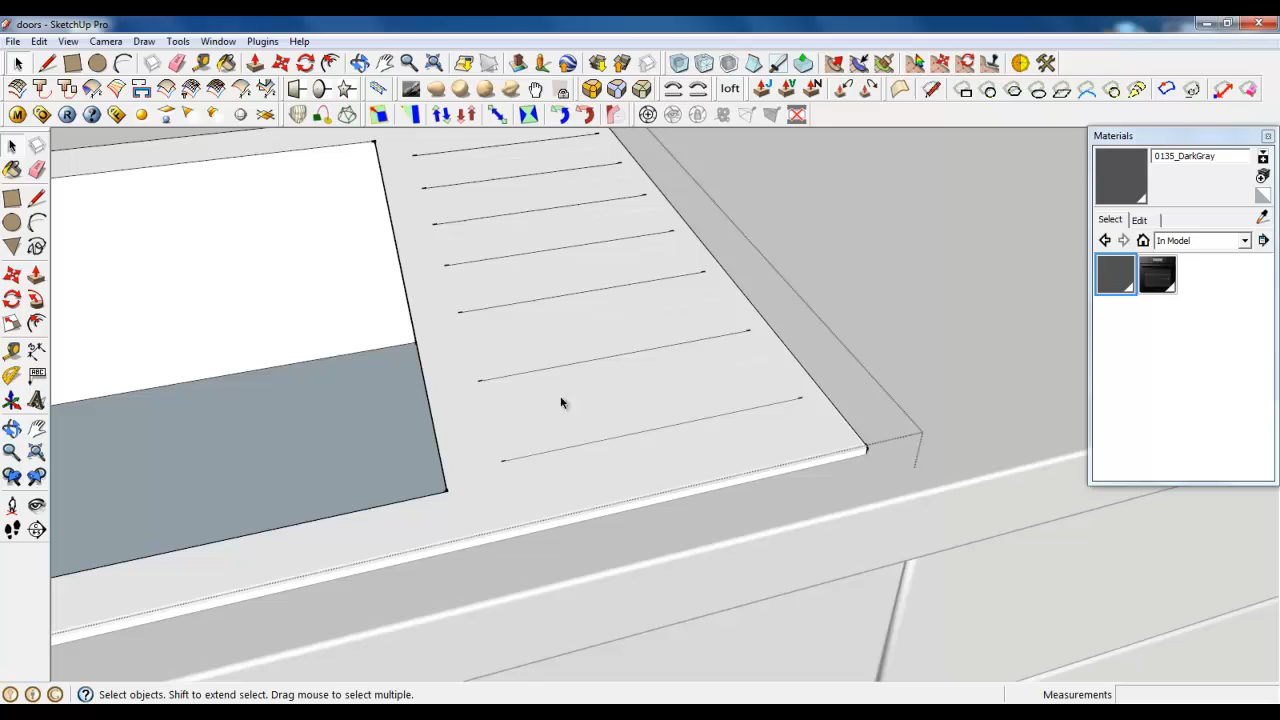 doors - SketchUp Pro
File Edit View Camera Draw Tools Window Plugins Help
loft
M R
ABC
Materials
0135_DarkGray
Select Edit
In Model
Select objects. Shift to extend select. Drag mouse to select multiple.
Measurements